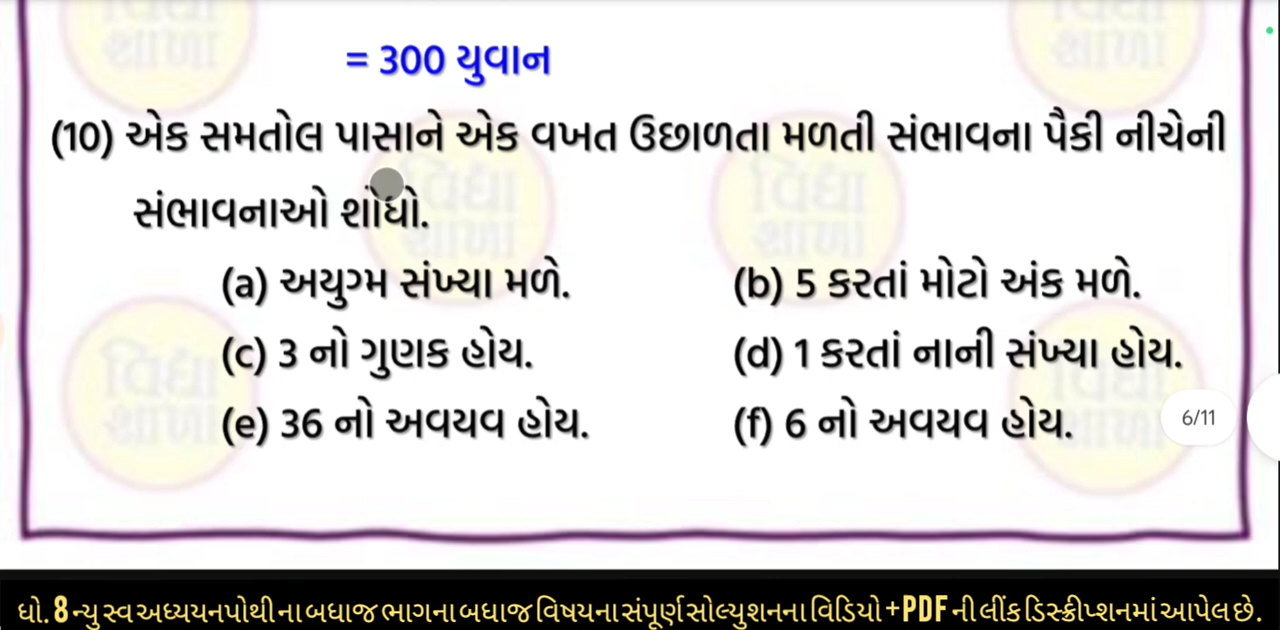 વિદ્યા
શાળા
= 300 યુવાન
(10) એક સમતોલ પાસાને એક વખત ઉછાળતા મળતી સંભાવના પૈકી નીચેની
સંભાવનાઓ શોધો.
(a) અયુગ્મ સંખ્યા મળે. (b) 5 કરતાં મોટો અંક મળે.
(c) 3 નો ગુણક હોય. (d) 1 કરતાં નાની સંખ્યા હોય.
(e) 36 નો અવયવ હોય. (f) 6 નો અવયવ હોય.
6/11
ધો. 8 ન્યુ સ્વઅધ્યયનપોથી ના બધાજ ભાગના બધાજ વિષયના સંપૂર્ણ સોલ્યુશનના વિડિયો + PDF ની લીંક ડિસ્ક્રીપ્શનમાં આપેલ છે.